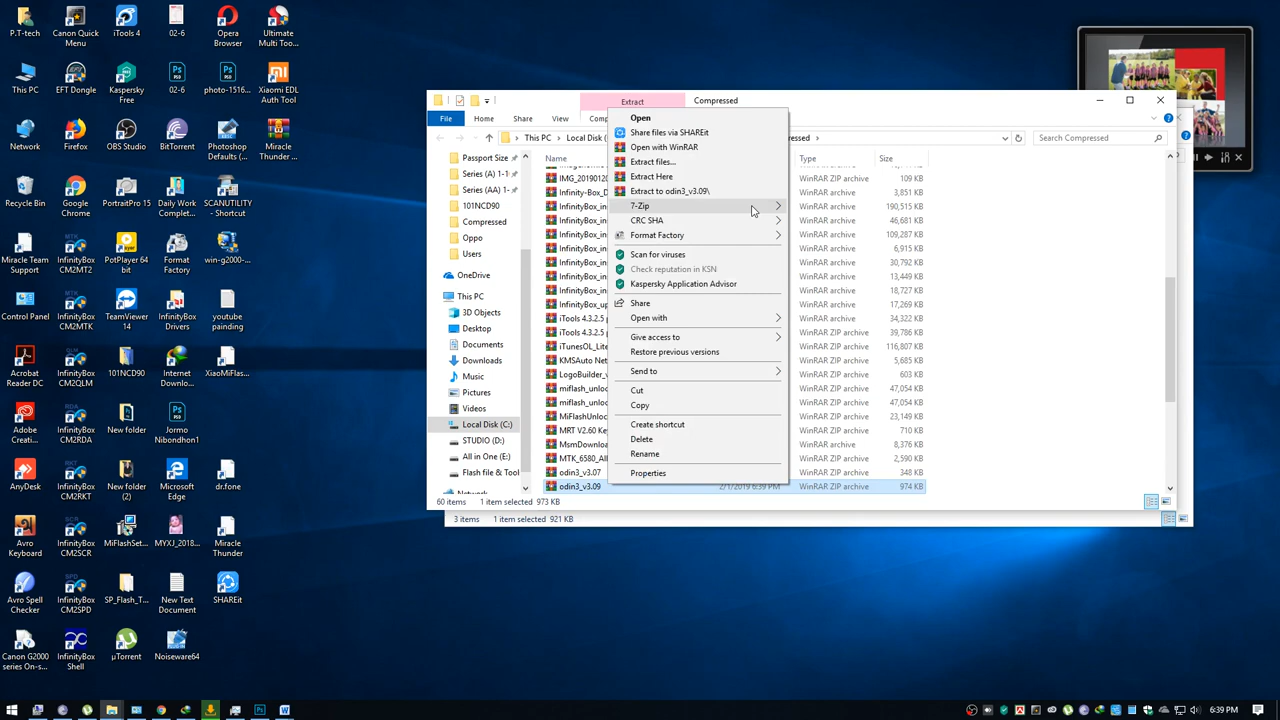 P.T-tech
Canon Quick
Menu
iTools 4
02-6
Opera
Browser
Ultimate
Multi Too...
This PC
EFT Dongle
Kaspersky
Free
02-6
photo-1516...
Xiaomi EDL
Auth Tool
Network
Firefox
OBS Studio
BitTorrent
Photoshop
Defaults (...
Miracle
Thunder ...
Recycle Bin
Google
Chrome
PortraitPro 15
Daily Work
Complet...
SCANUTILITY
- Shortcut
Miracle Team
Support
InfinityBox
CM2MT2
PotPlayer 64
bit
Format
Factory
win-g2000-...
Control Panel
InfinityBox
CM2MTK
TeamViewer
14
InfinityBox
Drivers
youtube
painding
Acrobat
Reader DC
InfinityBox
CM2QLM
101NCD90
Internet
Downlo...
XiaoMiFlas...
Adobe
Creati...
InfinityBox
CM2RDA
New folder
Jormo
Nibondhon1
AnyDesk
InfinityBox
CM2RKT
New folder
(2)
Microsoft
Edge
dr.fone
Avro
Keyboard
InfinityBox
CM2SCR
MiFlashSet...
MYXJ_2018...
Miracle
Thunder
Avro Spell
Checker
InfinityBox
CM2SPD
SP_Flash_T...
New Text
Document
SHAREit
Canon G2000
series On-s...
InfinityBox
Shell
µTorrent
Noiseware64
Extract
Compressed
File
Home
Share
View
This PC
Local Disk (
Search Compressed
Passport Size
Series (A) 1-
Series (AA) 1-
101NCD90
Compressed
Oppo
Users
OneDrive
This PC
3D Objects
Desktop
Documents
Downloads
Music
Pictures
Videos
Local Disk (C:)
STUDIO (D:)
All in One (E:)
Flash file & Tool
Name
Type
Size
IMG_20190120
WinRAR ZIP archive
109 KB
Infinity-Box_D
WinRAR archive
3,851 KB
InfinityBox_in
WinRAR archive
190,515 KB
InfinityBox_in
WinRAR archive
46,681 KB
InfinityBox_in
WinRAR archive
109,287 KB
InfinityBox_in
WinRAR archive
6,915 KB
InfinityBox_in
WinRAR archive
30,792 KB
InfinityBox_in
WinRAR archive
13,449 KB
InfinityBox_in
WinRAR archive
18,727 KB
InfinityBox_up
WinRAR archive
17,269 KB
iTools 4.3.2.5
WinRAR ZIP archive
34,322 KB
iTools 4.3.2.5
WinRAR ZIP archive
39,786 KB
iTunesOL_Lite
WinRAR ZIP archive
116,807 KB
KMSAuto Net
WinRAR ZIP archive
5,685 KB
LogoBuilder_v
WinRAR ZIP archive
603 KB
miflash_unloc
WinRAR ZIP archive
47,054 KB
miflash_unloc
WinRAR ZIP archive
47,054 KB
MiFlashUnlo
WinRAR ZIP archive
23,149 KB
MRT V2.60 Ke
WinRAR archive
710 KB
MsmDownloa
WinRAR archive
8,376 KB
MTK_6580_All
WinRAR ZIP archive
2,590 KB
odin3_v3.07
WinRAR ZIP archive
348 KB
odin3_v3.09
2/1/2019 6:39 PM
WinRAR ZIP archive
974 KB
Open
Share files via SHAREit
Open with WinRAR
Extract files...
Extract Here
Extract to odin3_v3.09\
7-Zip
CRC SHA
Format Factory
Scan for viruses
Check reputation in KSN
Kaspersky Application Advisor
Share
Open with
Give access to
Restore previous versions
Send to
Cut
Copy
Create shortcut
Delete
Rename
Properties
60 items
1 item selected 973 KB
3 items
1 item selected 921 KB
6:39 PM